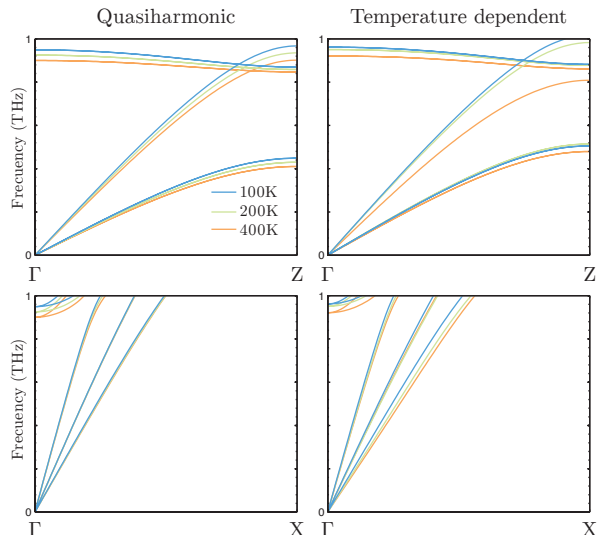 Quasiharmonic
Temperature dependent
1
Frecuency (THz)
100K
200K
400K
0
Γ
Z
1
0
Γ
Z
1
Frecuency (THz)
0
Γ
X
1
0
Γ
X